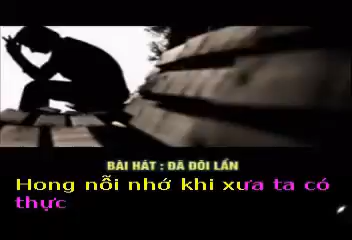 BÀI HÁT : ĐÃ ĐÔI LẦN
Hong nỗi nhớ khi xưa ta có
thực